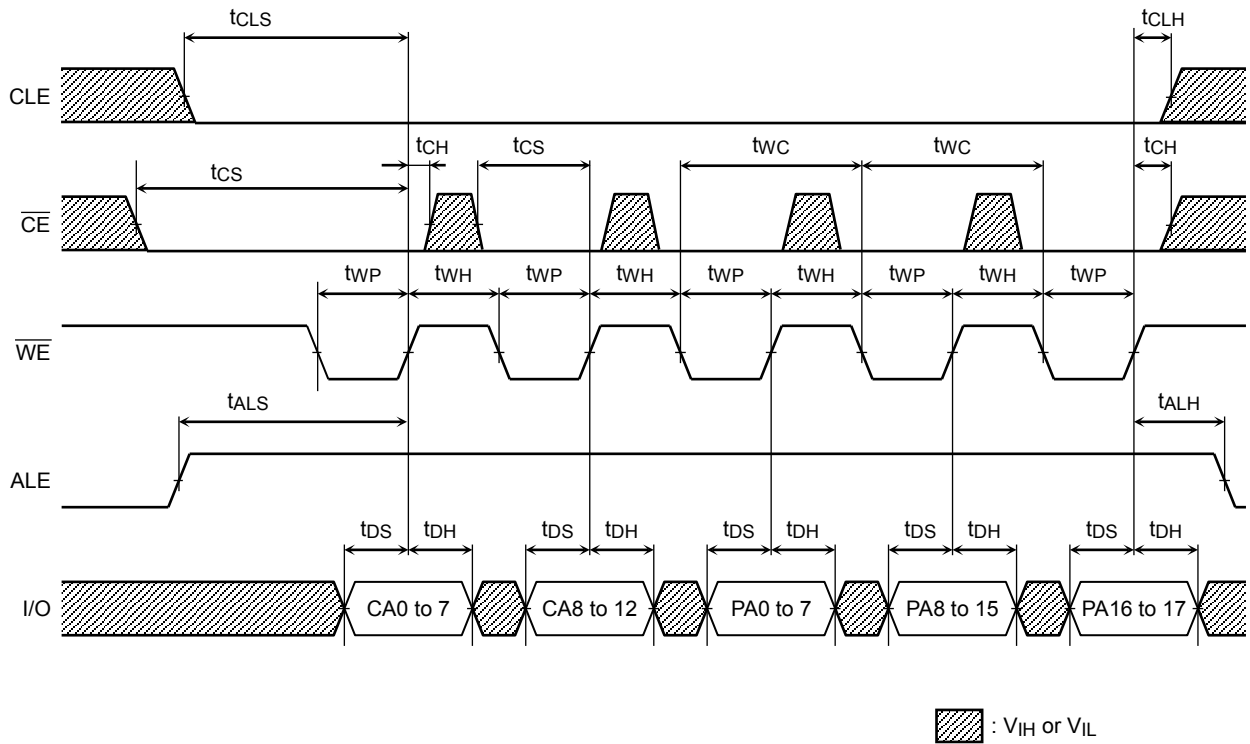 tCLS tCLH
CLE
tCH tCS tWC tWC tCH
tCS
CE
tWP tWH tWP tWH tWP tWH tWP tWH tWP
WE
tALS tALH
ALE
tDS tDH tDS tDH tDS tDH tDS tDH tDS tDH
I/O CA0 to 7 CA8 to 12 PA0 to 7 PA8 to 15 PA16 to 17
: VIH or VIL